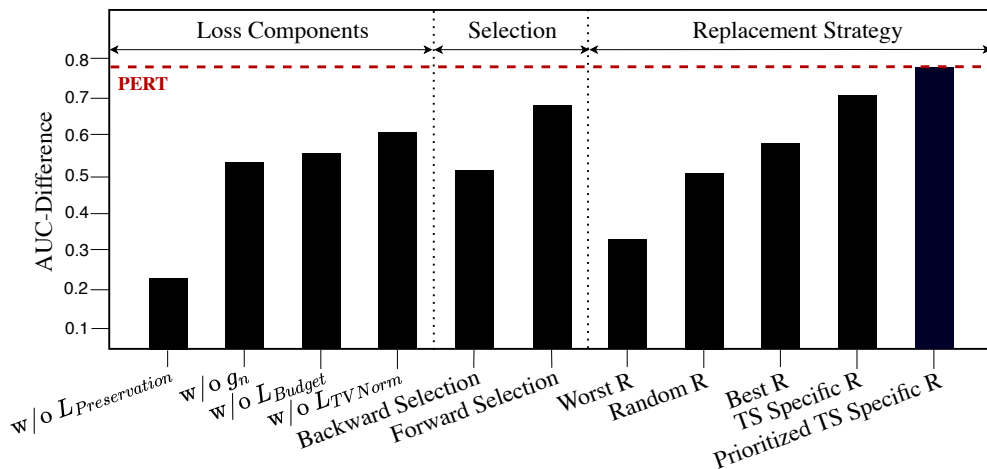 Loss Components
Selection
Replacement Strategy
PERT
AUC-Difference
0.8
0.7
0.6
0.5
0.4
0.3
0.2
0.1
w/o L_Preservation
w/o g_n
w/o L_Budget
w/o L_TV Norm
Backward Selection
Forward Selection
Worst R
Random R
Best R
TS Specific R
Prioritized TS Specific R